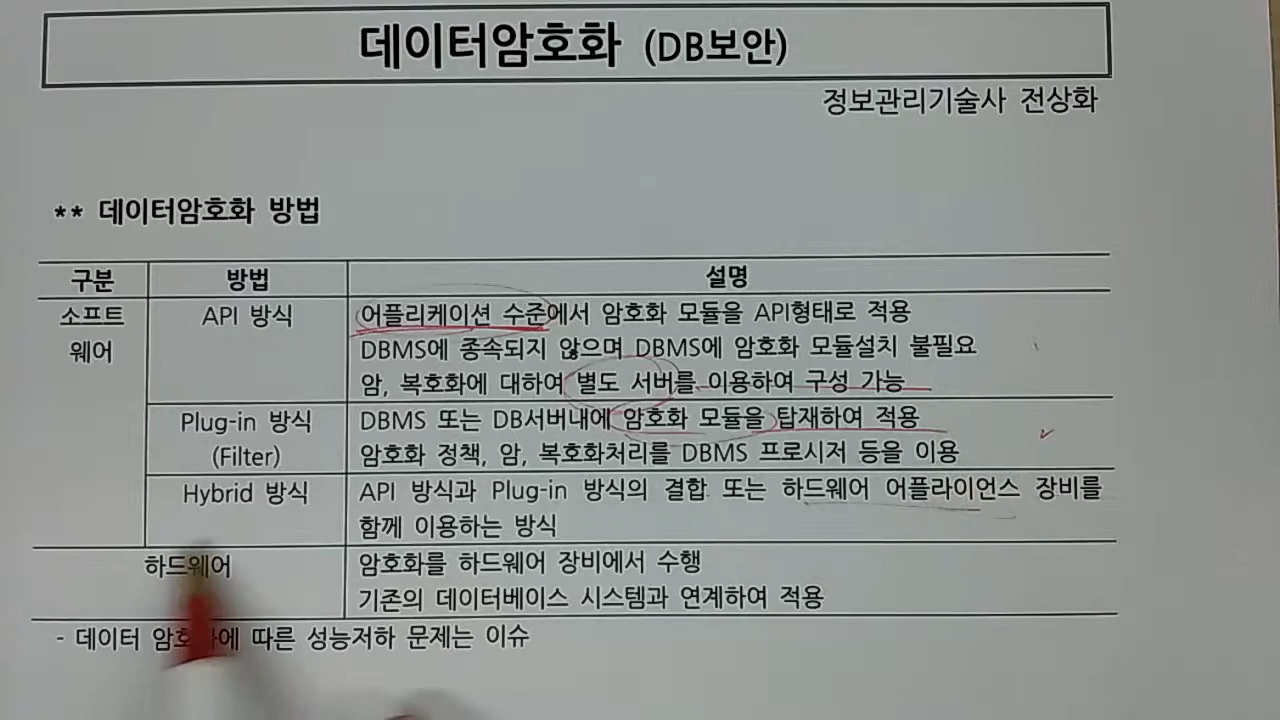 데이터암호화 (DB보안)
정보관리기술사 전상화
** 데이터암호화 방법
구분 방법 설명
소프트웨어 API 방식 어플리케이션 수준에서 암호화 모듈을 API형태로 적용
DBMS에 종속되지 않으며 DBMS에 암호화 모듈설치 불필요
암, 복호화에 대하여 별도 서버를 이용하여 구성 가능
Plug-in 방식 DBMS 또는 DB서버내에 암호화 모듈을 탑재하여 적용
(Filter) 암호화 정책, 암, 복호화처리를 DBMS 프로시저 등을 이용
Hybrid 방식 API 방식과 Plug-in 방식의 결합 또는 하드웨어 어플라이언스 장비를
함께 이용하는 방식
하드웨어 암호화를 하드웨어 장비에서 수행
기존의 데이터베이스 시스템과 연계하여 적용
- 데이터 암호화에 따른 성능저하 문제는 이슈